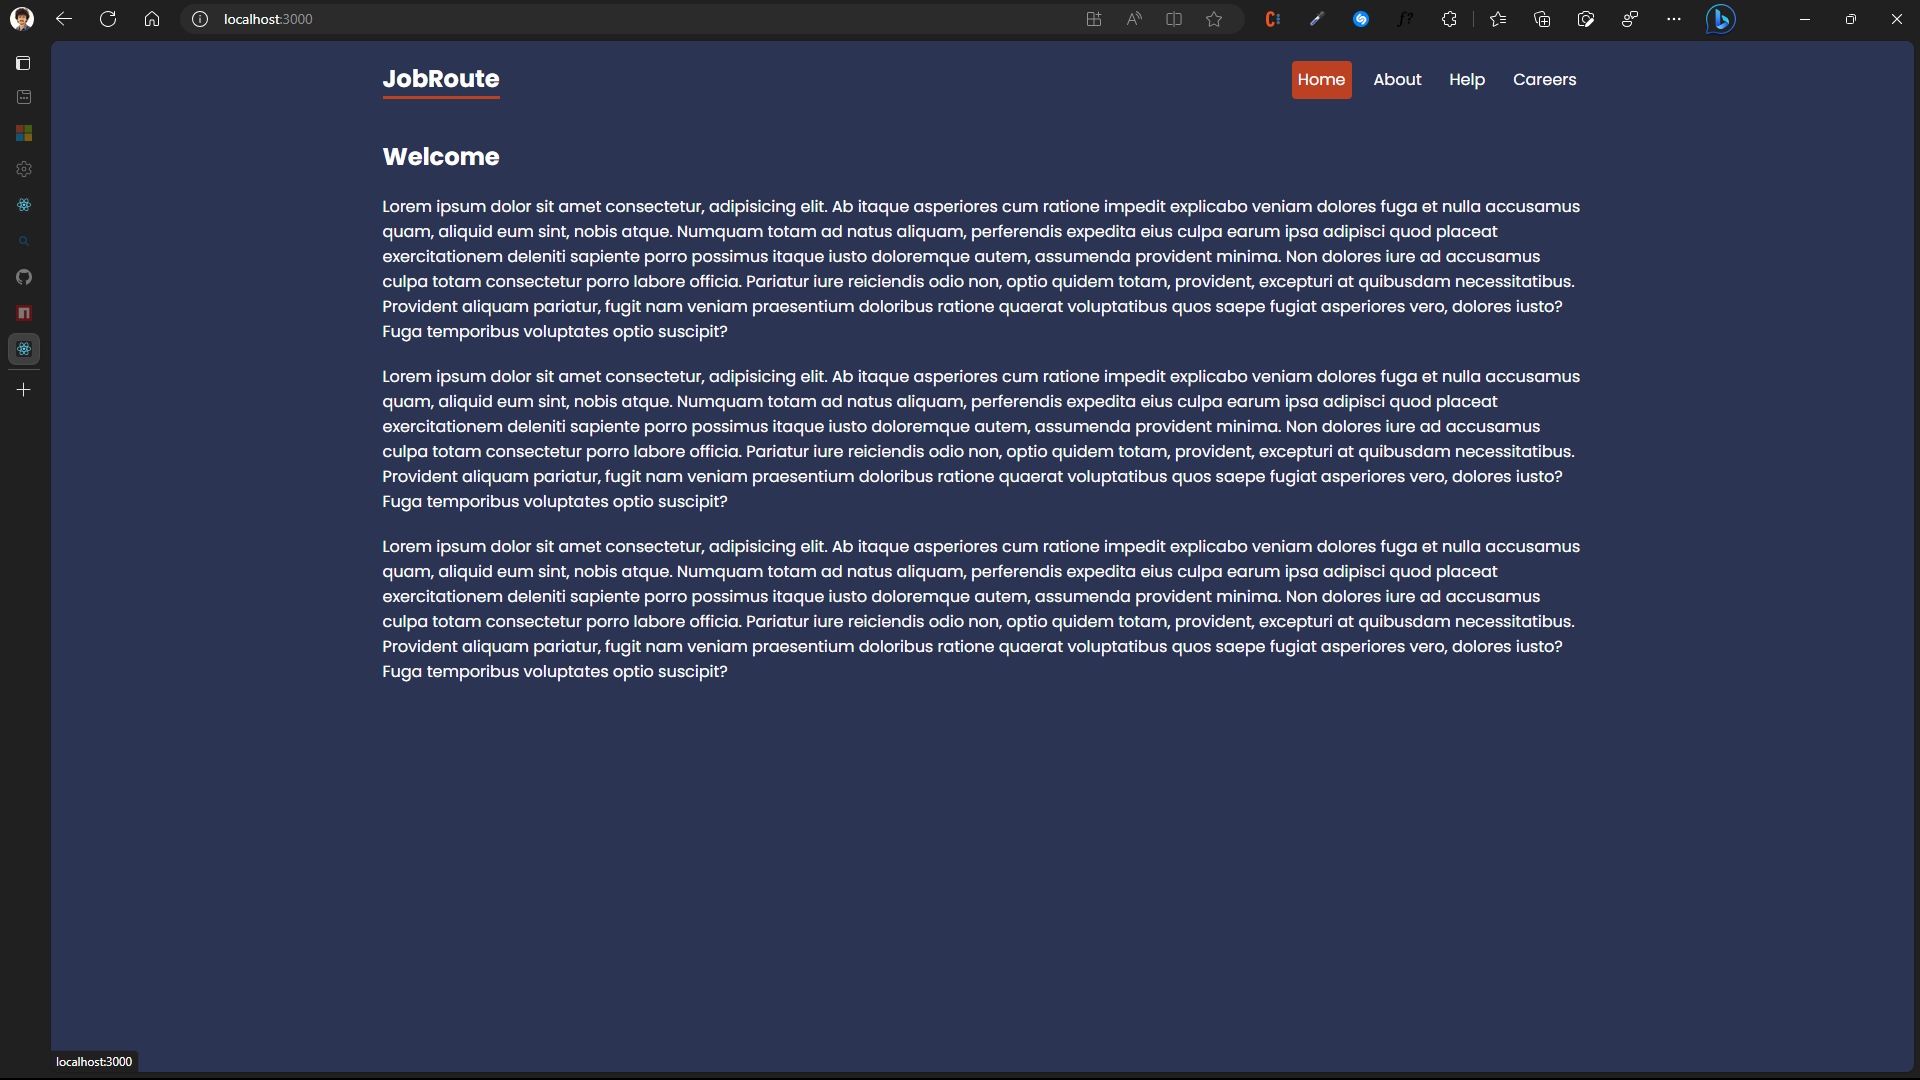 localhost:3000
JobRoute
Home About Help Careers
Welcome
Lorem ipsum dolor sit amet consectetur, adipisicing elit. Ab itaque asperiores cum ratione impedit explicabo veniam dolores fuga et nulla accusamus
quam, aliquid eum sint, nobis atque. Numquam totam ad natus aliquam, perferendis expedita eius culpa earum ipsa adipisci quod placeat
exercitationem deleniti sapiente porro possimus itaque iusto doloremque autem, assumenda provident minima. Non dolores iure ad accusamus
culpa totam consectetur porro labore officia. Pariatur iure reiciendis odio non, optio quidem totam, provident, excepturi at quibusdam necessitatibus.
Provident aliquam pariatur, fugit nam veniam praesentium doloribus ratione quaerat voluptatibus quos saepe fugiat asperiores vero, dolores iusto?
Fuga temporibus voluptates optio suscipit?
Lorem ipsum dolor sit amet consectetur, adipisicing elit. Ab itaque asperiores cum ratione impedit explicabo veniam dolores fuga et nulla accusamus
quam, aliquid eum sint, nobis atque. Numquam totam ad natus aliquam, perferendis expedita eius culpa earum ipsa adipisci quod placeat
exercitationem deleniti sapiente porro possimus itaque iusto doloremque autem, assumenda provident minima. Non dolores iure ad accusamus
culpa totam consectetur porro labore officia. Pariatur iure reiciendis odio non, optio quidem totam, provident, excepturi at quibusdam necessitatibus.
Provident aliquam pariatur, fugit nam veniam praesentium doloribus ratione quaerat voluptatibus quos saepe fugiat asperiores vero, dolores iusto?
Fuga temporibus voluptates optio suscipit?
Lorem ipsum dolor sit amet consectetur, adipisicing elit. Ab itaque asperiores cum ratione impedit explicabo veniam dolores fuga et nulla accusamus
quam, aliquid eum sint, nobis atque. Numquam totam ad natus aliquam, perferendis expedita eius culpa earum ipsa adipisci quod placeat
exercitationem deleniti sapiente porro possimus itaque iusto doloremque autem, assumenda provident minima. Non dolores iure ad accusamus
culpa totam consectetur porro labore officia. Pariatur iure reiciendis odio non, optio quidem totam, provident, excepturi at quibusdam necessitatibus.
Provident aliquam pariatur, fugit nam veniam praesentium doloribus ratione quaerat voluptatibus quos saepe fugiat asperiores vero, dolores iusto?
Fuga temporibus voluptates optio suscipit?
localhost:3000